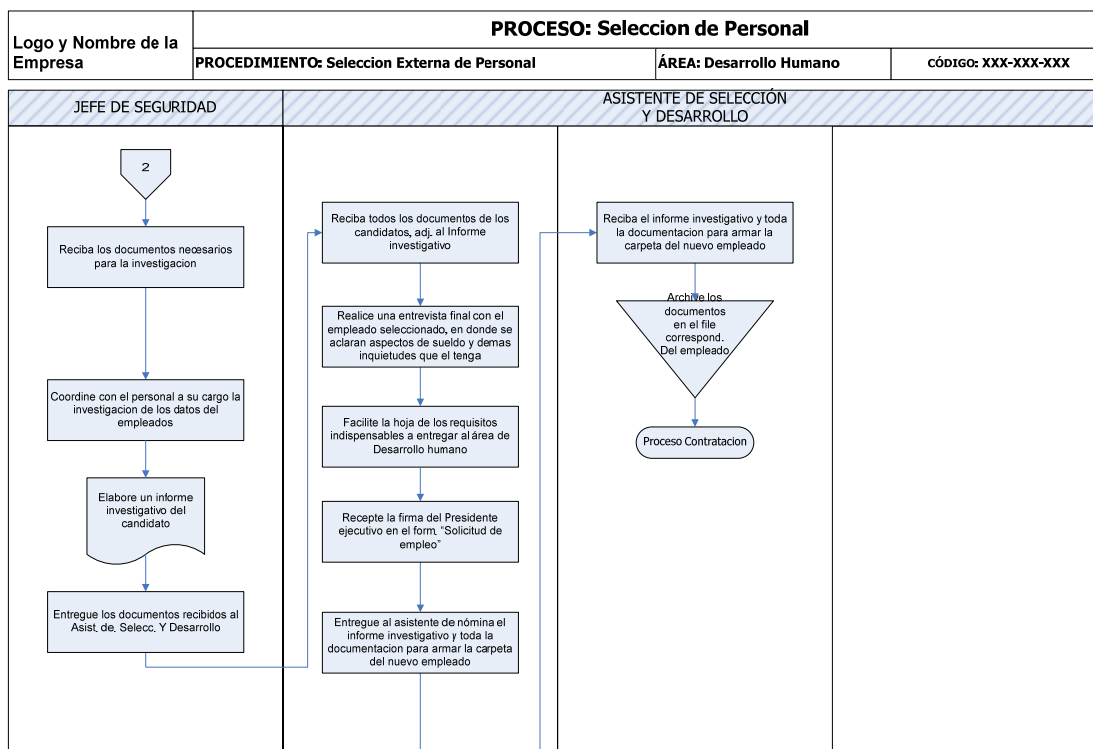 Logo y Nombre de la
Empresa
PROCESO: Seleccion de Personal
PROCEDIMIENTO: Seleccion Externa de Personal
ÁREA: Desarrollo Humano
CÓDIGO: XXX-XXX-XXX
JEFE DE SEGURIDAD
ASISTENTE DE SELECCIÓN
Y DESARROLLO
2
Reciba los documentos necesarios
para la investigacion
Coordine con el personal a su cargo la
investigacion de los datos del
empleados
Elabore un informe
investigativo del
candidato
Entregue los documentos recibidos al
Asist. de. Selecc. Y Desarrollo
Reciba todos los documentos de los
candidatos, adj. al Informe
investigativo
Realice una entrevista final con el
empleado seleccionado, en donde se
aclaran aspectos de sueldo y demas
inquietudes que el tenga
Facilite la hoja de los requisitos
indispensables a entregar al área de
Desarrollo humano
Recepte la firma del Presidente
ejecutivo en el form. "Solicitud de
empleo"
Entregue al asistente de nómina el
informe investigativo y toda la
documentacion para armar la carpeta
del nuevo empleado
Reciba el informe investigativo y toda
la documentacion para armar la
carpeta del nuevo empleado
Archive los
documentos
en el file
correspond.
Del empleado
Proceso Contratacion